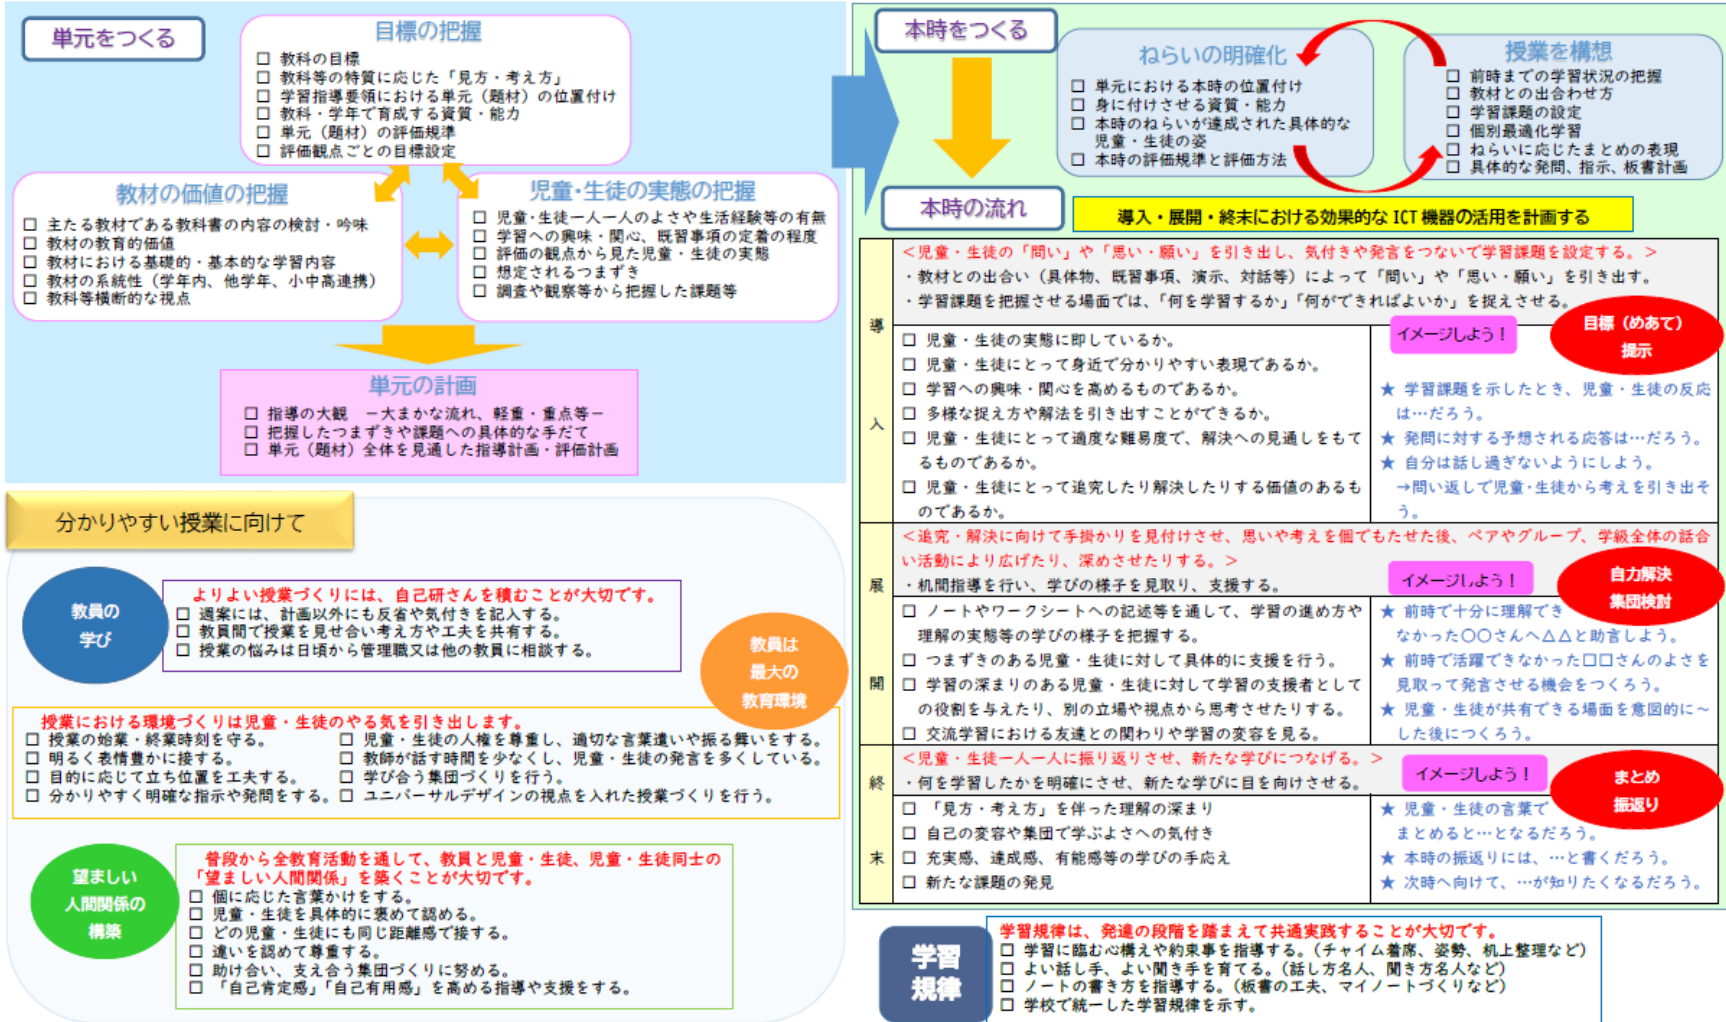 単元をつくる
目標の把握
□ 教科の目標
□ 教科等の特質に応じた「見方・考え方」
□ 学習指導要領における単元（題材）の位置付け
□ 教科・学年で育成する資質・能力
□ 単元（題材）の評価規準
□ 評価観点ごとの目標設定
教材の価値の把握
□ 主たる教材である教科書の内容の検討・吟味
□ 教材の教育的価値
□ 教材における基礎的・基本的な学習内容
□ 教材の系統性（学年内、他学年、小中高連携）
□ 教科等横断的な視点
児童・生徒の実態の把握
□ 児童・生徒一人一人のよさや生活経験等の有無
□ 学習への興味・関心、既習事項の定着の程度
□ 評価の観点から見た児童・生徒の実態
□ 想定されるつまずき
□ 調査や観察等から把握した課題等
単元の計画
□ 指導の大観　－大まかな流れ、軽重・重点等－
□ 把握したつまずきや課題への具体的な手だて
□ 単元（題材）全体を見通した指導計画・評価計画
分かりやすい授業に向けて
教員の
学び
よりよい授業づくりには、自己研さんを積むことが大切です。
□ 週案には、計画以外にも反省や気付きを記入する。
□ 教員間で授業を見せ合い考え方や工夫を共有する。
□ 授業の悩みは日頃から管理職又は他の教員に相談する。
教員は
最大の
教育環境
授業における環境づくりは児童・生徒のやる気を引き出します。
□ 授業の始業・終業時刻を守る。
□ 明るく表情豊かに接する。
□ 目的に応じて立ち位置を工夫する。
□ 分かりやすく明確な指示や発問をする。
□ 児童・生徒の人権を尊重し、適切な言葉遣いや振る舞いをする。
□ 教師が話す時間を少なくし、児童・生徒の発言を多くしている。
□ 学び合う集団づくりを行う。
□ ユニバーサルデザインの視点を入れた授業づくりを行う。
望ましい
人間関係の
構築
普段から全教育活動を通して、教員と児童・生徒、児童・生徒同士の
「望ましい人間関係」を築くことが大切です。
□ 個に応じた言葉かけをする。
□ 児童・生徒を具体的に褒めて認める。
□ どの児童・生徒にも同じ距離感で接する。
□ 違いを認めて尊重する。
□ 助け合い、支え合う集団づくりに努める。
□ 「自己肯定感」「自己有用感」を高める指導や支援をする。
本時をつくる
ねらいの明確化
□ 単元における本時の位置付け
□ 身に付けさせる資質・能力
□ 本時のねらいが達成された具体的な
児童・生徒の姿
□ 本時の評価規準と評価方法
授業を構想
□ 前時までの学習状況の把握
□ 教材との出合わせ方
□ 学習課題の設定
□ 個別最適化学習
□ ねらいに応じたまとめの表現
□ 具体的な発問、指示、板書計画
本時の流れ
導入・展開・終末における効果的な ICT 機器の活用を計画する
導
入
＜児童・生徒の「問い」や「思い・願い」を引き出し、気付きや発言をつないで学習課題を設定する。＞
・教材との出合い（具体物、既習事項、演示、対話等）によって「問い」や「思い・願い」を引き出す。
・学習課題を把握させる場面では、「何を学習するか」「何ができればよいか」を捉えさせる。
□ 児童・生徒の実態に即しているか。
□ 児童・生徒にとって身近で分かりやすい表現であるか。
□ 学習への興味・関心を高めるものであるか。
□ 多様な捉え方や解法を引き出すことができるか。
□ 児童・生徒にとって適度な難易度で、解決への見通しをもて
るものであるか。
□ 児童・生徒にとって追究したり解決したりする価値のあるも
のであるか。
イメージしよう！
目標（めあて）
提示
★ 学習課題を示したとき、児童・生徒の反応
は…だろう。
★ 発問に対する予想される応答は…だろう。
★ 自分は話し過ぎないようにしよう。
→問い返しで児童・生徒から考えを引き出そ
う。
展
開
＜追究・解決に向けて手掛かりを見付けさせ、思いや考えを個でもたせた後、ペアやグループ、学級全体の話合
い活動により広げたり、深めさせたりする。＞
・机間指導を行い、学びの様子を見取り、支援する。
□ ノートやワークシートへの記述等を通して、学習の進め方や
理解の実態等の学びの様子を把握する。
□ つまずきのある児童・生徒に対して具体的に支援を行う。
□ 学習の深まりのある児童・生徒に対して学習の支援者として
の役割を与えたり、別の立場や視点から思考させたりする。
□ 交流学習における友達との関わりや学習の変容を見る。
イメージしよう！
自力解決
集団検討
★ 前時で十分に理解でき
なかった〇〇さんへ△△と助言しよう。
★ 前時で活躍できなかった□□さんのよさを
見取って発言させる機会をつくろう。
★ 児童・生徒が共有できる場面を意図的に～
した後につくろう。
終
末
＜児童・生徒一人一人に振り返りさせ、新たな学びにつなげる。＞
・何を学習したかを明確にさせ、新たな学びに目を向けさせる。
□ 「見方・考え方」を伴った理解の深まり
□ 自己の変容や集団で学ぶよさへの気付き
□ 充実感、達成感、有能感等の学びの手応え
□ 新たな課題の発見
イメージしよう！
まとめ
振返り
★ 児童・生徒の言葉で
まとめると…となるだろう。
★ 本時の振返りには、…と書くだろう。
★ 次時へ向けて、…が知りたくなるだろう。
学習
規律
学習規律は、発達の段階を踏まえて共通実践することが大切です。
□ 学習に臨む心構えや約束事を指導する。（チャイム着席、姿勢、机上整理など）
□ よい話し手、よい聞き手を育てる。（話し方名人、聞き方名人など）
□ ノートの書き方を指導する。（板書の工夫、マイノートづくりなど）
□ 学校で統一した学習規律を示す。